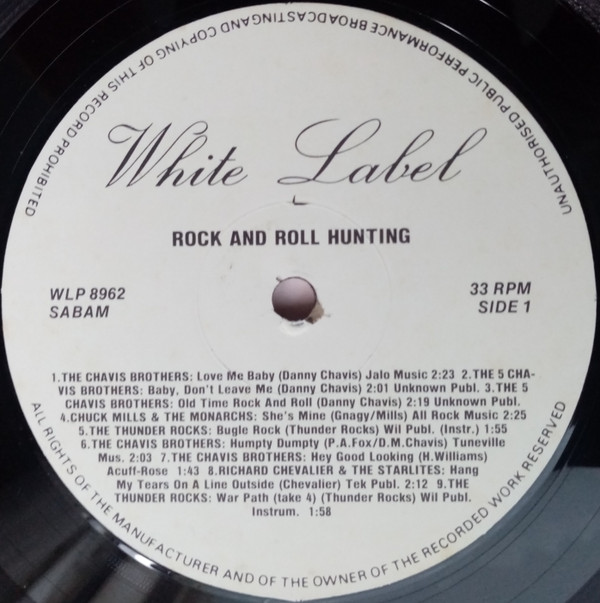 UNAUTHORISED PUBLIC PERFORMANCE BROADCASTING AND COPYING OF THIS RECORD PROHIBITED
White Label
ROCK AND ROLL HUNTING
WLP 8962
SABAM
33 RPM
SIDE 1
1.THE CHAVIS BROTHERS: Love Me Baby (Danny Chavis) Jalo Music 2:23 2.THE 5 CHA-
VIS BROTHERS: Baby, Don't Leave Me (Danny Chavis) 2:01 Unknown Publ. 3.THE 5
CHAVIS BROTHERS: Old Time Rock And Roll (Danny Chavis) 2:19 Unknown Publ.
4.CHUCK MILLS & THE MONARCHS: She's Mine (Gnagy/Mills) All Rock Music 2:25
5.THE THUNDER ROCKS: Bugle Rock (Thunder Rocks) Wil Publ. (Instr.) 1:55
6.THE CHAVIS BROTHERS: Humpty Dumpty (P.A.Fox/D.M.Chavis) Tuneville
Mus. 2:03 7.THE CHAVIS BROTHERS: Hey Good Looking (H.Williams)
Acuff-Rose 1:43 8.RICHARD CHEVALIER & THE STARLITES: Hang
My Tears On A Line Outside (Chevalier) Tek Publ. 2:12 9.THE
THUNDER ROCKS: War Path (take 4) (Thunder Rocks) Wil Publ.
Instrum. 1:58
ALL RIGHTS OF THE MANUFACTURER AND OF THE OWNER OF THE RECORDED WORK RESERVED